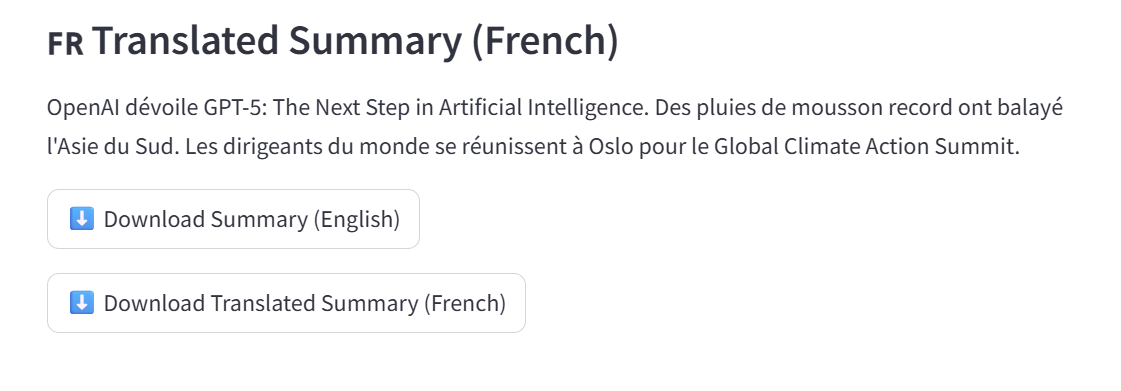 FR Translated Summary (French)
OpenAI dévoile GPT-5: The Next Step in Artificial Intelligence. Des pluies de mousson record ont balayé
l'Asie du Sud. Les dirigeants du monde se réunissent à Oslo pour le Global Climate Action Summit.
⬇️ Download Summary (English)
⬇️ Download Translated Summary (French)